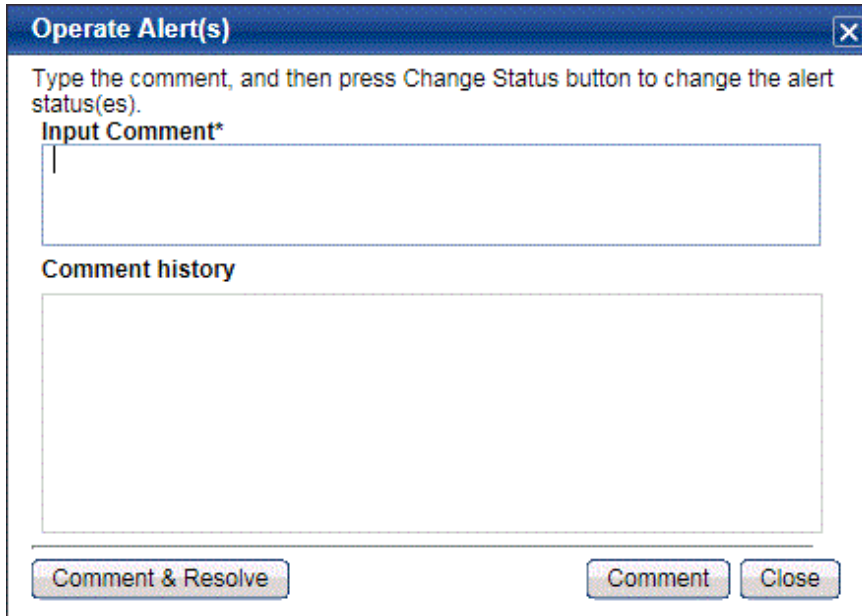 Operate Alert(s)
Type the comment, and then press Change Status button to change the alert
status(es).
Input Comment*
Comment history
Comment & Resolve
Comment
Close